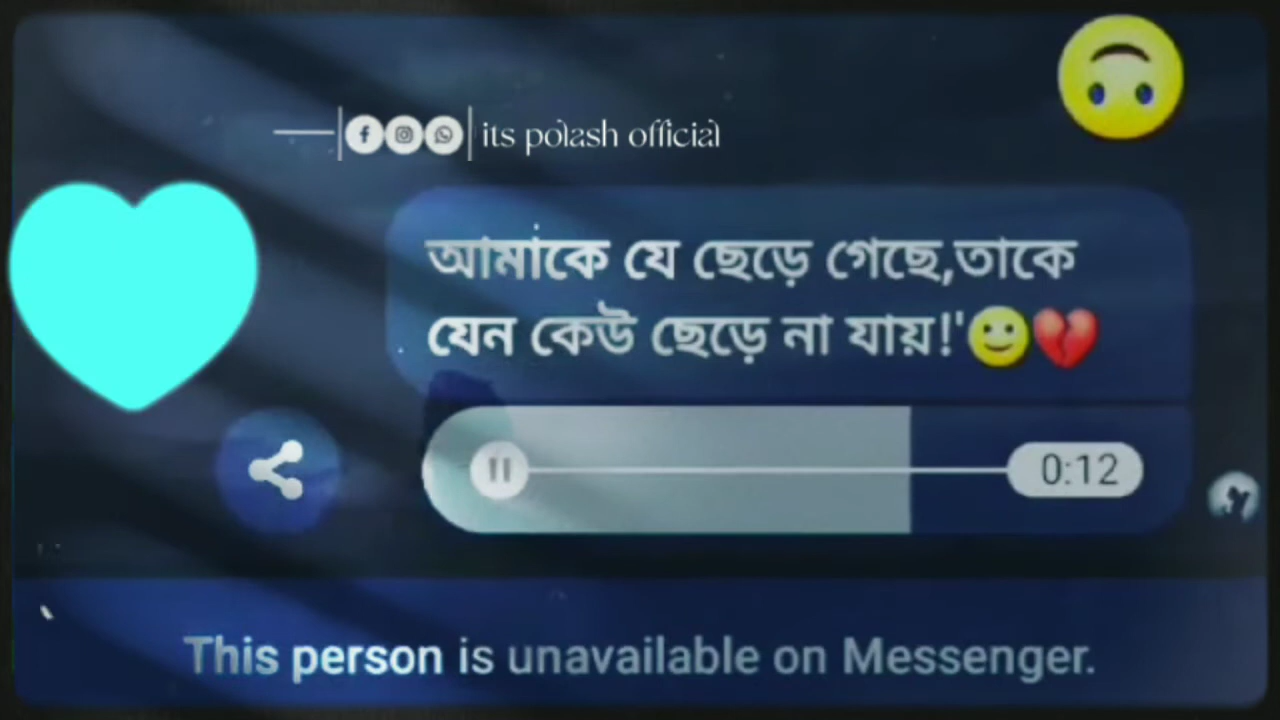 its polash official
আমাকে যে ছেড়ে গেছে,তাকে
যেন কেউ ছেড়ে না যায়!'🙂💔
0:12
This person is unavailable on Messenger.